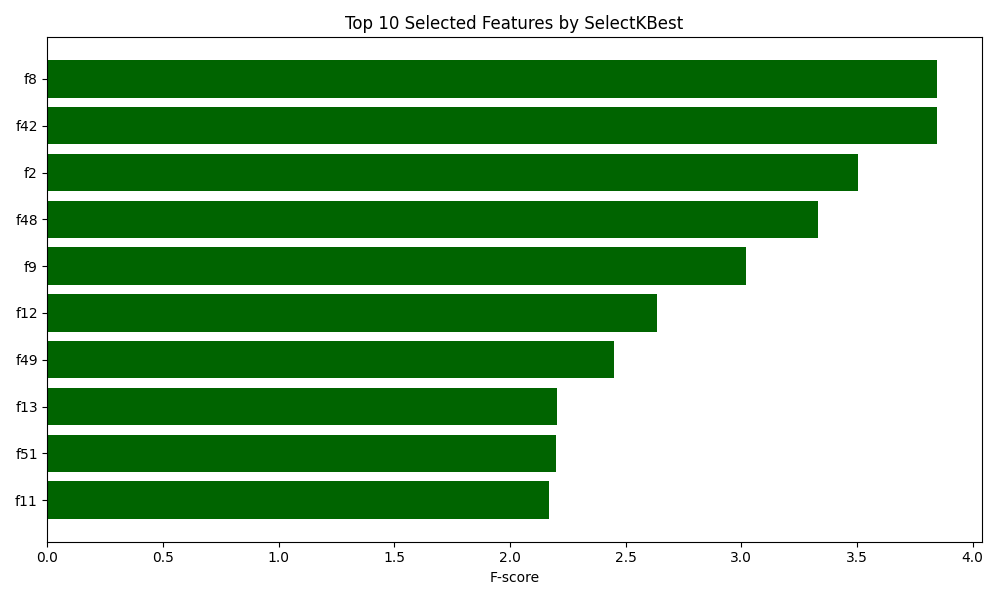 Top 10 Selected Features by SelectKBest
f8
f42
f2
f48
f9
f12
f49
f13
f51
f11
0.0 0.5 1.0 1.5 2.0 2.5 3.0 3.5 4.0
F-score